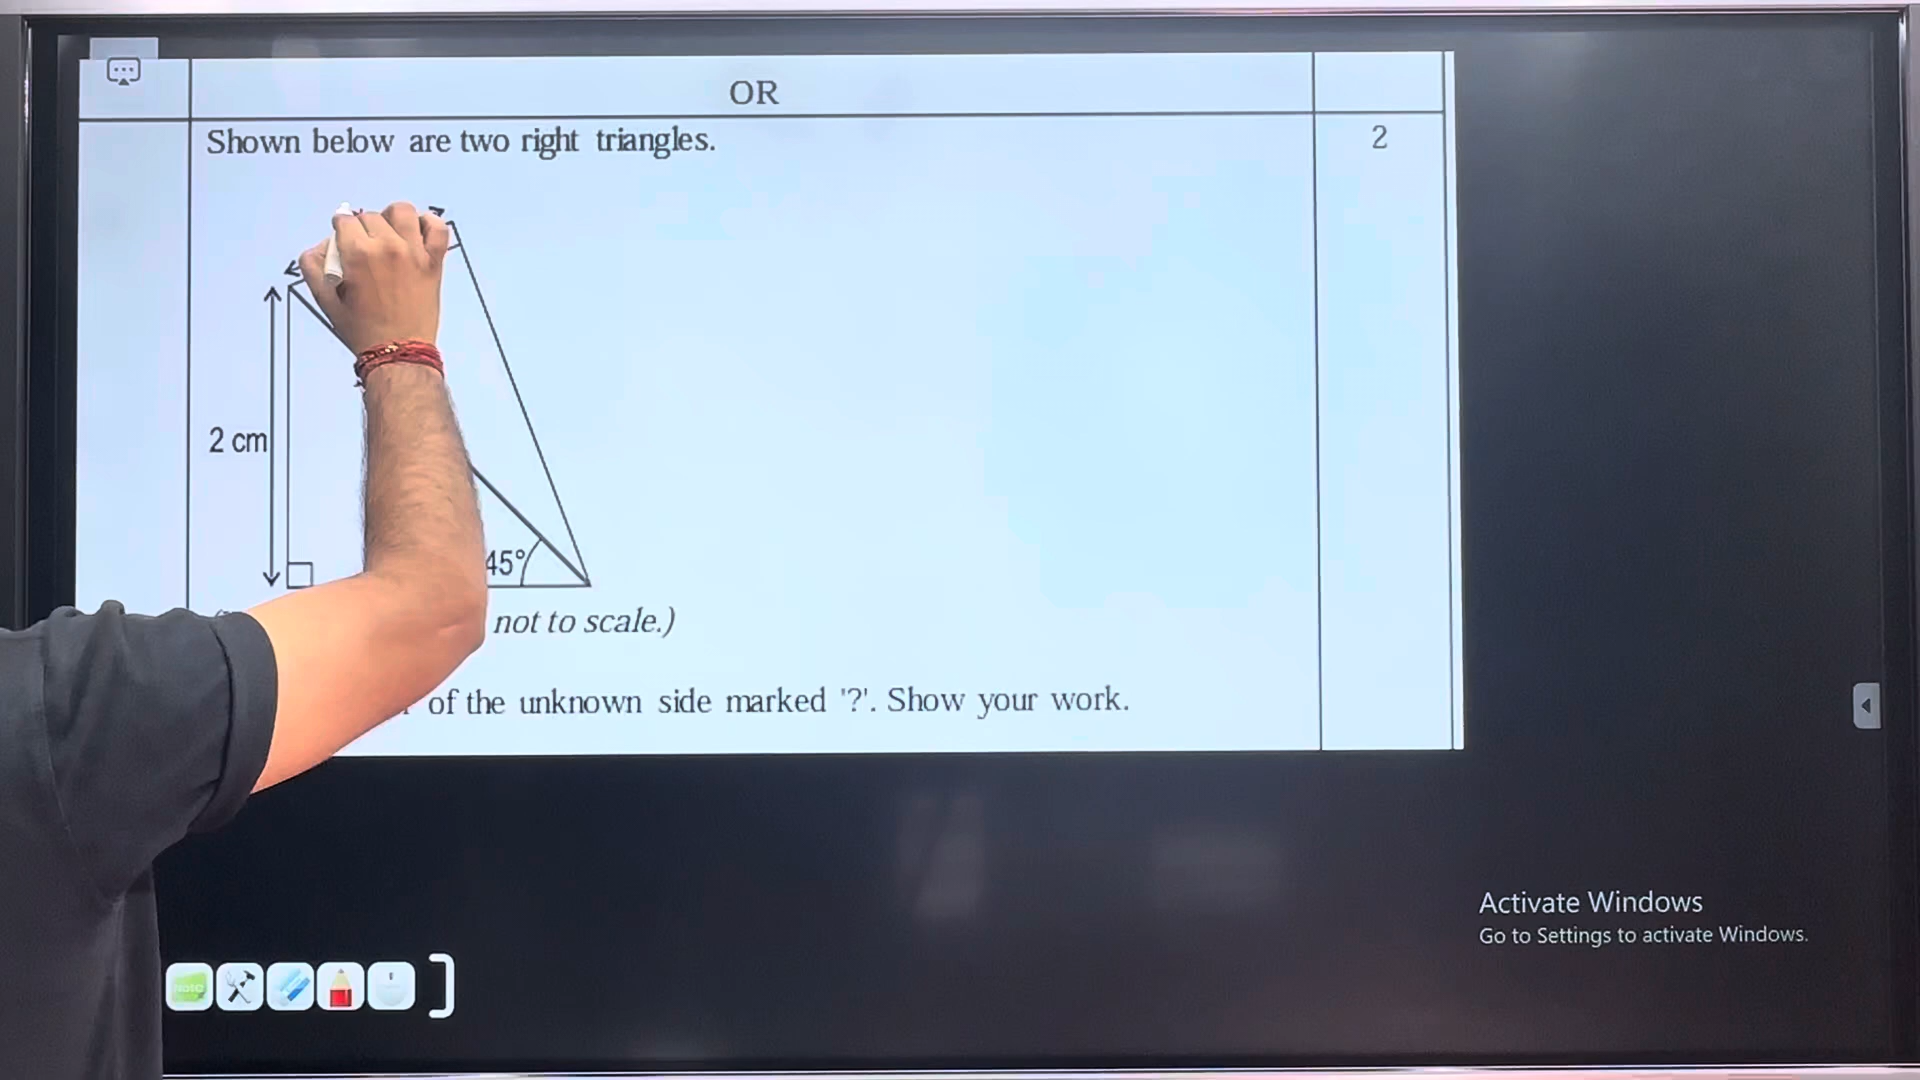 OR
Shown below are two right triangles.
2
2 cm
45°
not to scale.)
of the unknown side marked '?'. Show your work.
Activate Windows
Go to Settings to activate Windows.
Note